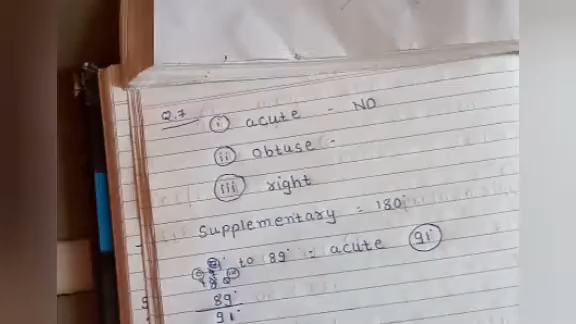 Q.7
(i) acute - NO
(ii) obtuse -
(iii) right
Supplementary = 180°
to 89° = acute (91°)
89°
91°